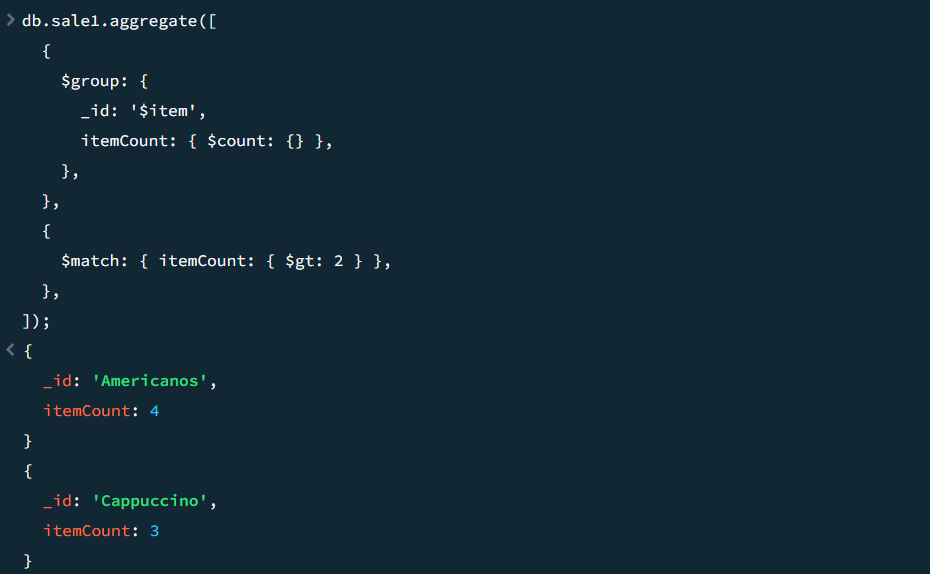 > db.sale1.aggregate([
{
$group: {
_id: '$item',
itemCount: { $count: {} },
},
},
{
$match: { itemCount: { $gt: 2 } },
},
]);
< {
_id: 'Americanos',
itemCount: 4
}
{
_id: 'Cappuccino',
itemCount: 3
}